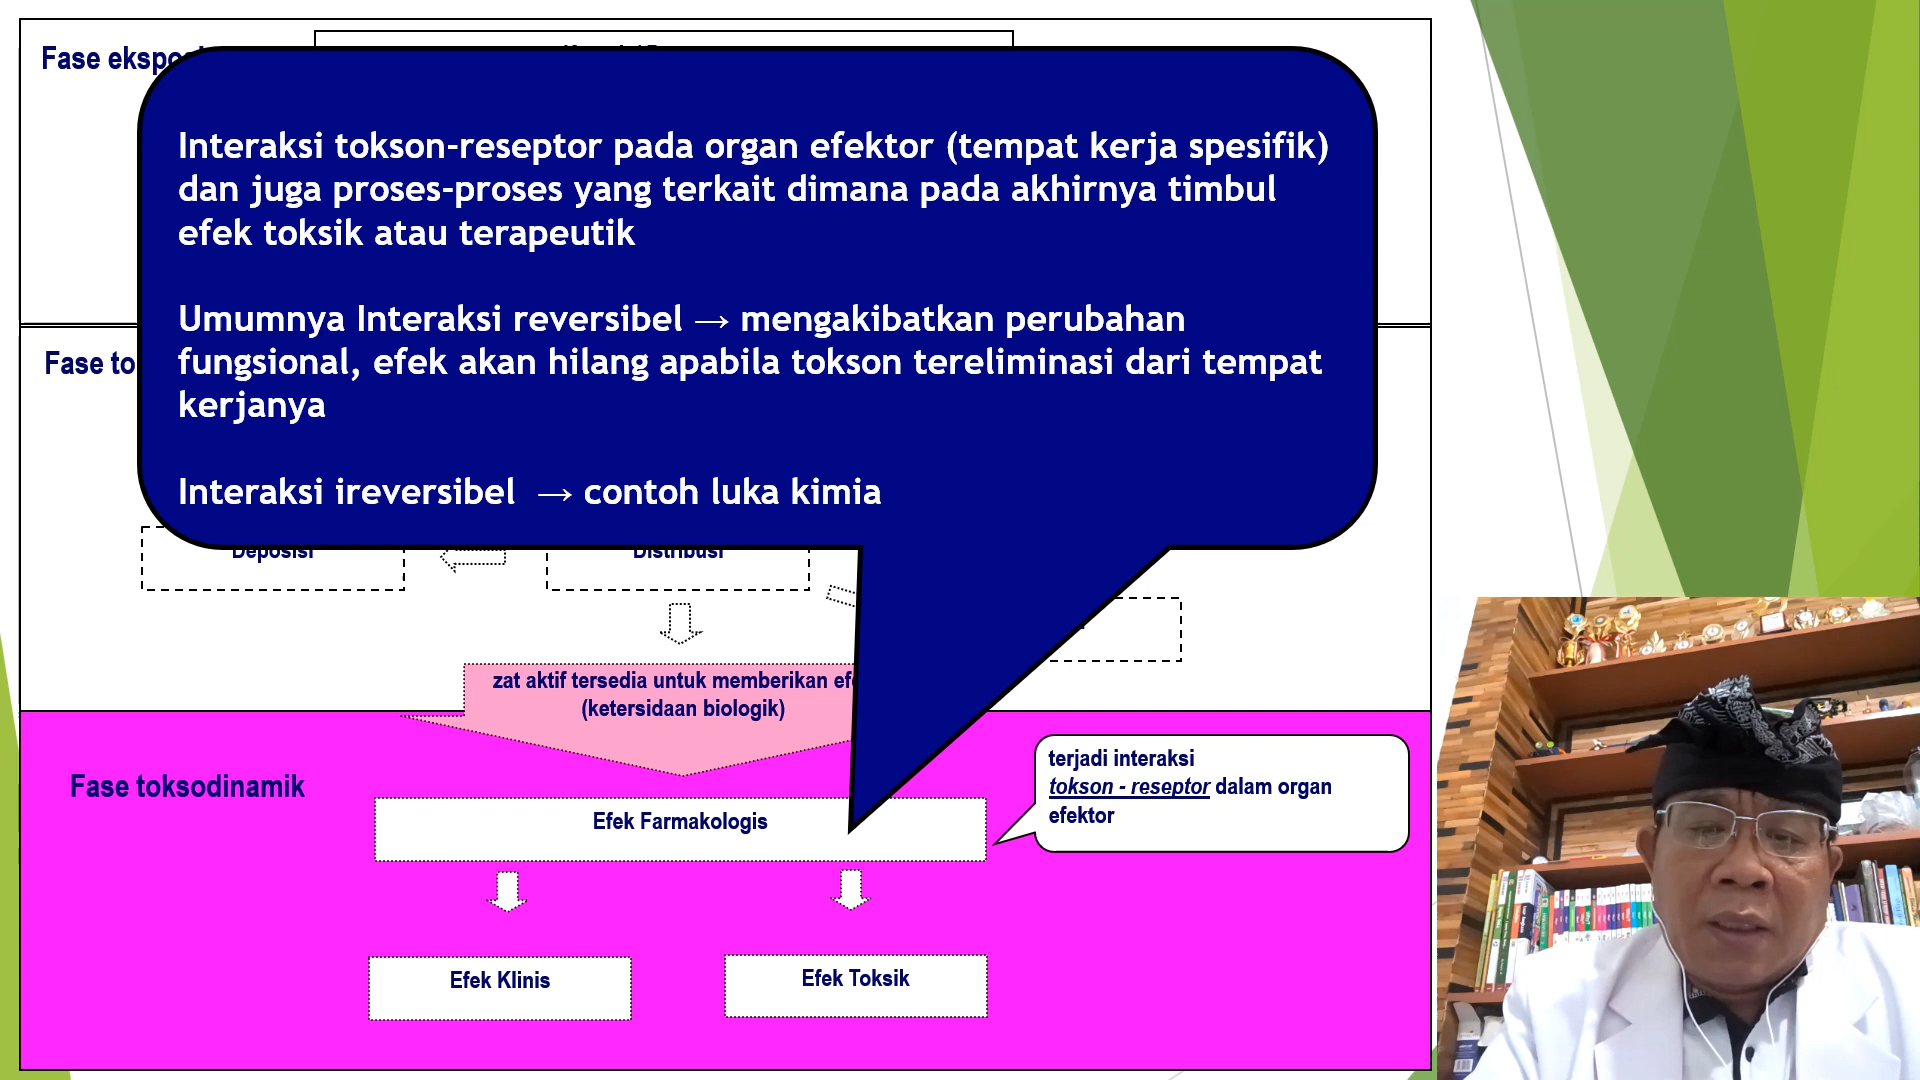 Fase
Interaksi tokson-reseptor pada organ efektor (tempat kerja spesifik)
dan juga proses-proses yang terkait dimana pada akhirnya timbul
efek toksik atau terapeutik
Umumnya Interaksi reversibel → mengakibatkan perubahan
fungsional, efek akan hilang apabila tokson tereliminasi dari tempat
kerjanya
Interaksi ireversibel → contoh luka kimia
Fase
Deposisi
Distribusi
zat aktif tersedia untuk memberikan
(ketersidaan biologik)
Fase toksodinamik
terjadi interaksi
tokson - reseptor dalam organ
efektor
Efek Farmakologis
Efek Klinis
Efek Toksik